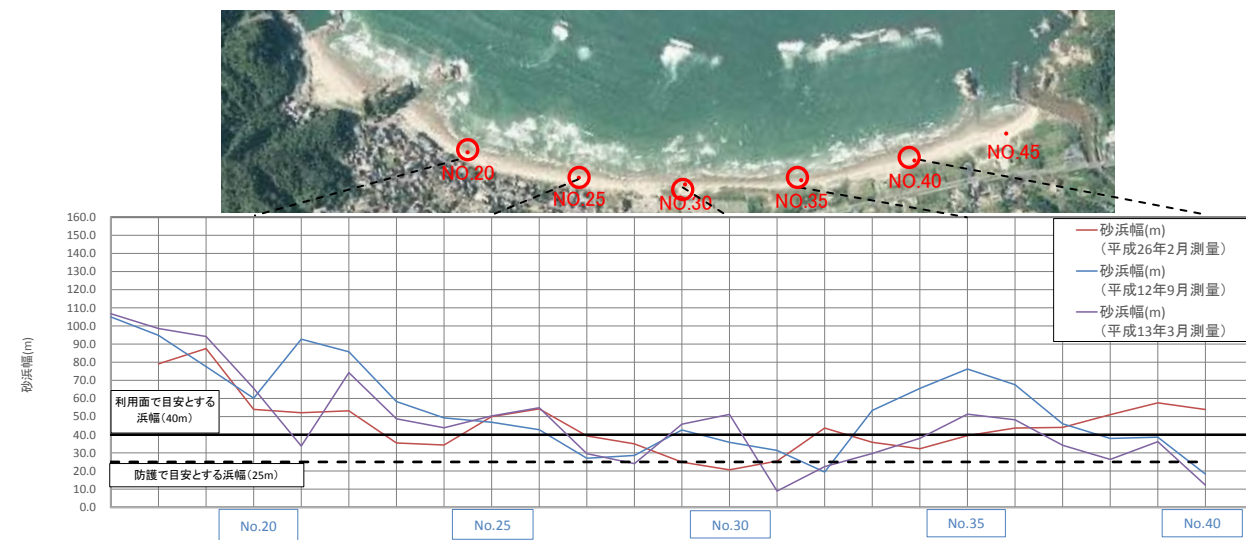 NO.20
NO.25
NO.30
NO.35
NO.40
NO.45
砂浜幅(m)
160.0
150.0
140.0
130.0
120.0
110.0
100.0
90.0
80.0
70.0
60.0
50.0
40.0
30.0
20.0
10.0
0.0
砂浜幅(m)
（平成26年2月測量）
砂浜幅(m)
（平成12年9月測量）
砂浜幅(m)
（平成13年3月測量）
利用面で目安とする
浜幅（40m）
防護で目安とする浜幅（25m）
No.20
No.25
No.30
No.35
No.40